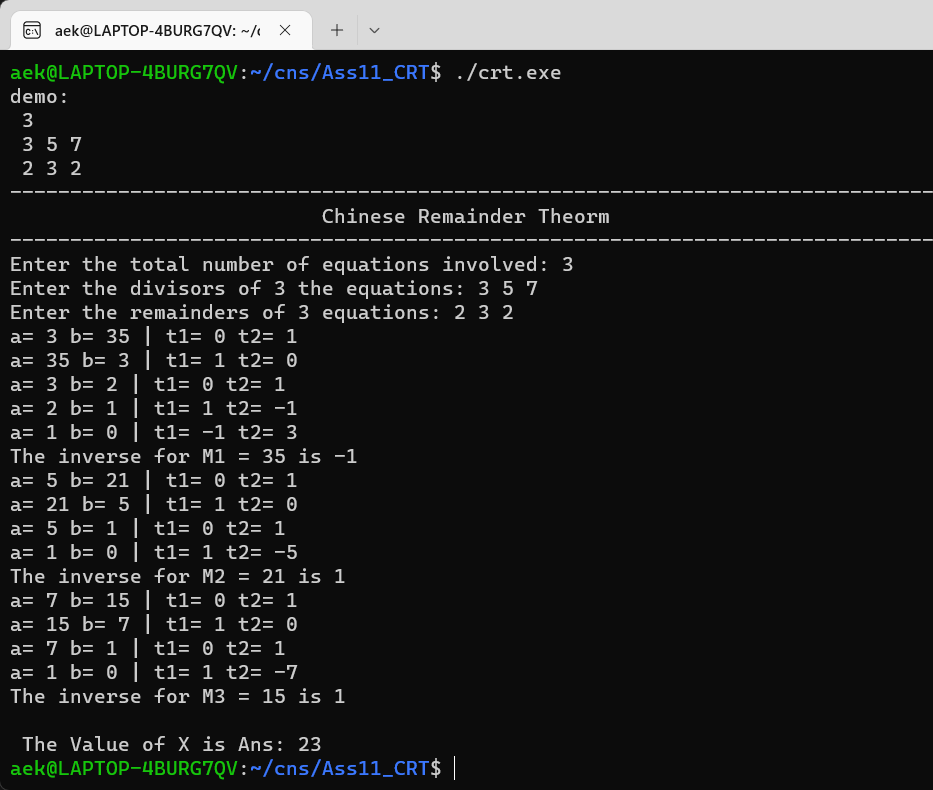 aek@LAPTOP-4BURG7QV: ~/c
aek@LAPTOP-4BURG7QV:~/cns/Ass11_CRT$ ./crt.exe
demo:
 3
 3 5 7
 2 3 2
-----------------------------------------------------------------------------
Chinese Remainder Theorm
-----------------------------------------------------------------------------
Enter the total number of equations involved: 3
Enter the divisors of 3 the equations: 3 5 7
Enter the remainders of 3 equations: 2 3 2
a= 3 b= 35 | t1= 0 t2= 1
a= 35 b= 3 | t1= 1 t2= 0
a= 3 b= 2 | t1= 0 t2= 1
a= 2 b= 1 | t1= 1 t2= -1
a= 1 b= 0 | t1= -1 t2= 3
The inverse for M1 = 35 is -1
a= 5 b= 21 | t1= 0 t2= 1
a= 21 b= 5 | t1= 1 t2= 0
a= 5 b= 1 | t1= 0 t2= 1
a= 1 b= 0 | t1= 1 t2= -5
The inverse for M2 = 21 is 1
a= 7 b= 15 | t1= 0 t2= 1
a= 15 b= 7 | t1= 1 t2= 0
a= 7 b= 1 | t1= 0 t2= 1
a= 1 b= 0 | t1= 1 t2= -7
The inverse for M3 = 15 is 1
 The Value of X is Ans: 23
aek@LAPTOP-4BURG7QV:~/cns/Ass11_CRT$